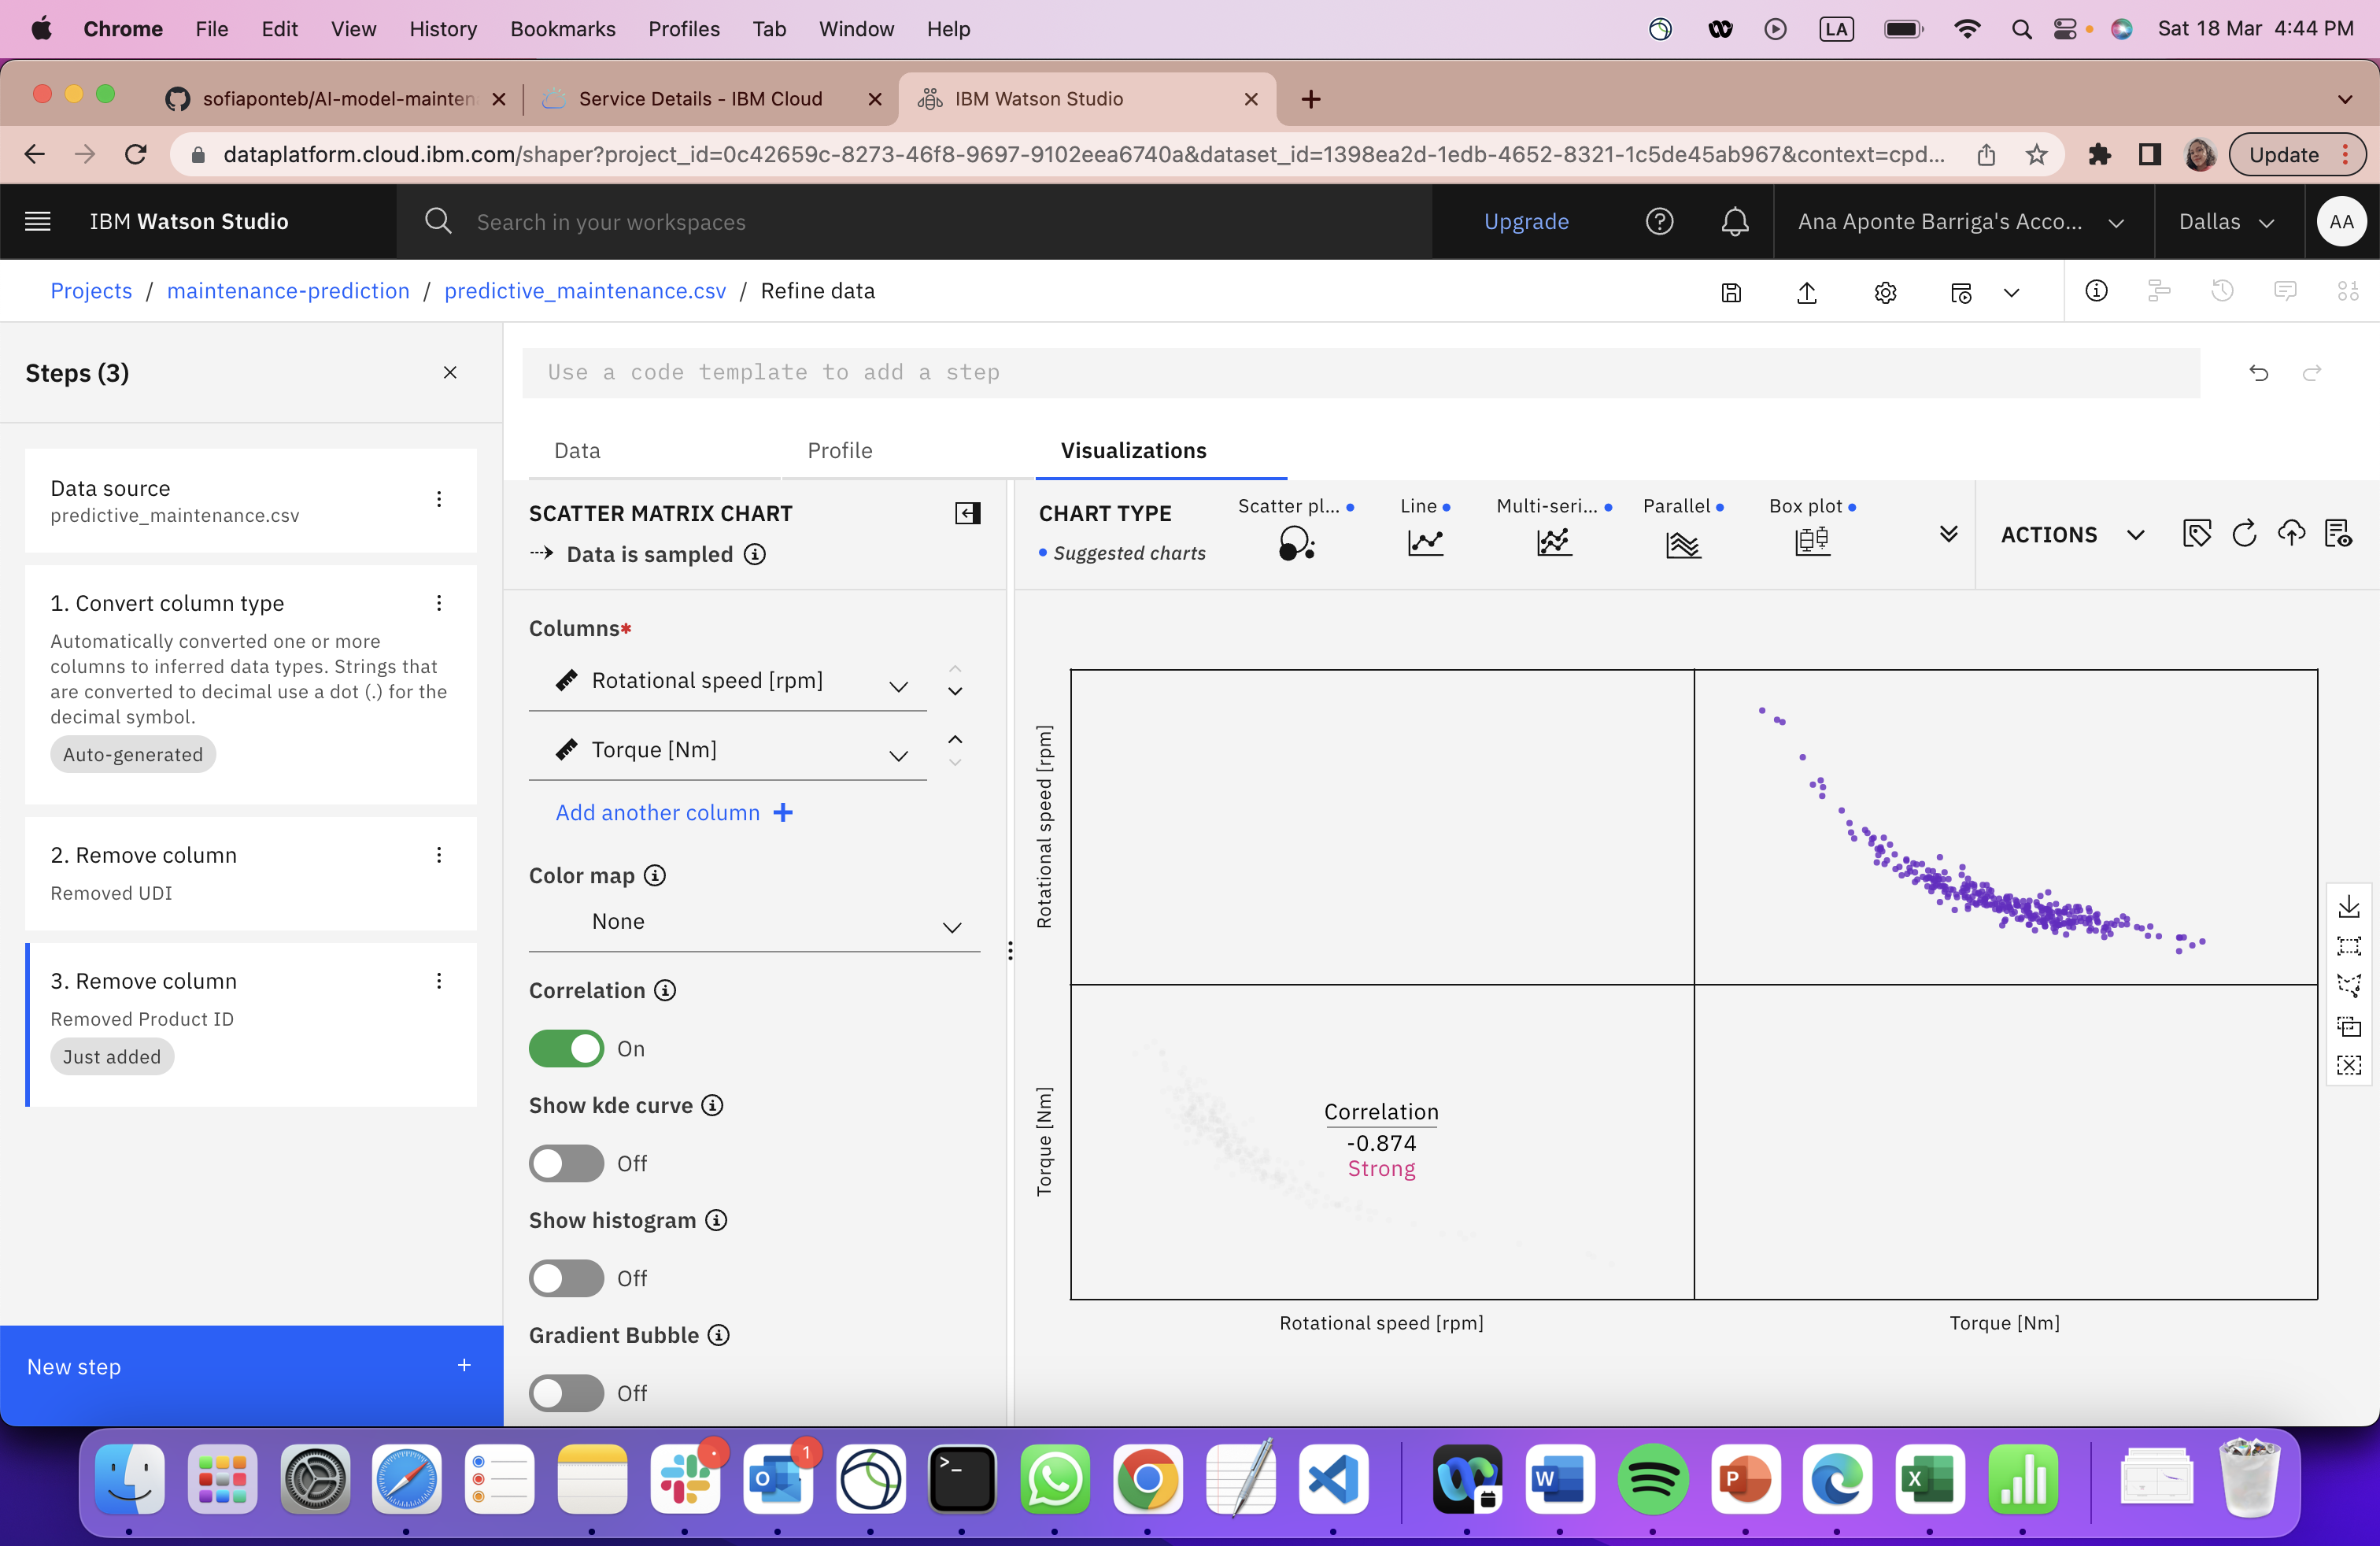 Chrome File Edit View History Bookmarks Profiles Tab Window Help LA Sat 18 Mar 4:44 PM
sofiaponteb/AI-model-mainten
Service Details - IBM Cloud
IBM Watson Studio
dataplatform.cloud.ibm.com/shaper?project_id=0c42659c-8273-46f8-9697-9102eea6740a&dataset_id=1398ea2d-1edb-4652-8321-1c5de45ab967&context=cpd...
Update
IBM Watson Studio
Search in your workspaces
Upgrade
Ana Aponte Barriga's Acco...
Dallas
AA
Projects / maintenance-prediction / predictive_maintenance.csv / Refine data
Steps (3)
Data source
predictive_maintenance.csv
1. Convert column type
Automatically converted one or more
columns to inferred data types. Strings that
are converted to decimal use a dot (.) for the
decimal symbol.
Auto-generated
2. Remove column
Removed UDI
3. Remove column
Removed Product ID
Just added
New step
Use a code template to add a step
Data
Profile
Visualizations
SCATTER MATRIX CHART
Data is sampled
Columns*
Rotational speed [rpm]
Torque [Nm]
Add another column
Color map
None
Correlation
On
Show kde curve
Off
Show histogram
Off
Gradient Bubble
Off
CHART TYPE
Suggested charts
Scatter pl...
Line
Multi-seri...
Parallel
Box plot
ACTIONS
Rotational speed [rpm]
Torque [Nm]
Correlation
-0.874
Strong
Rotational speed [rpm]
Torque [Nm]
1